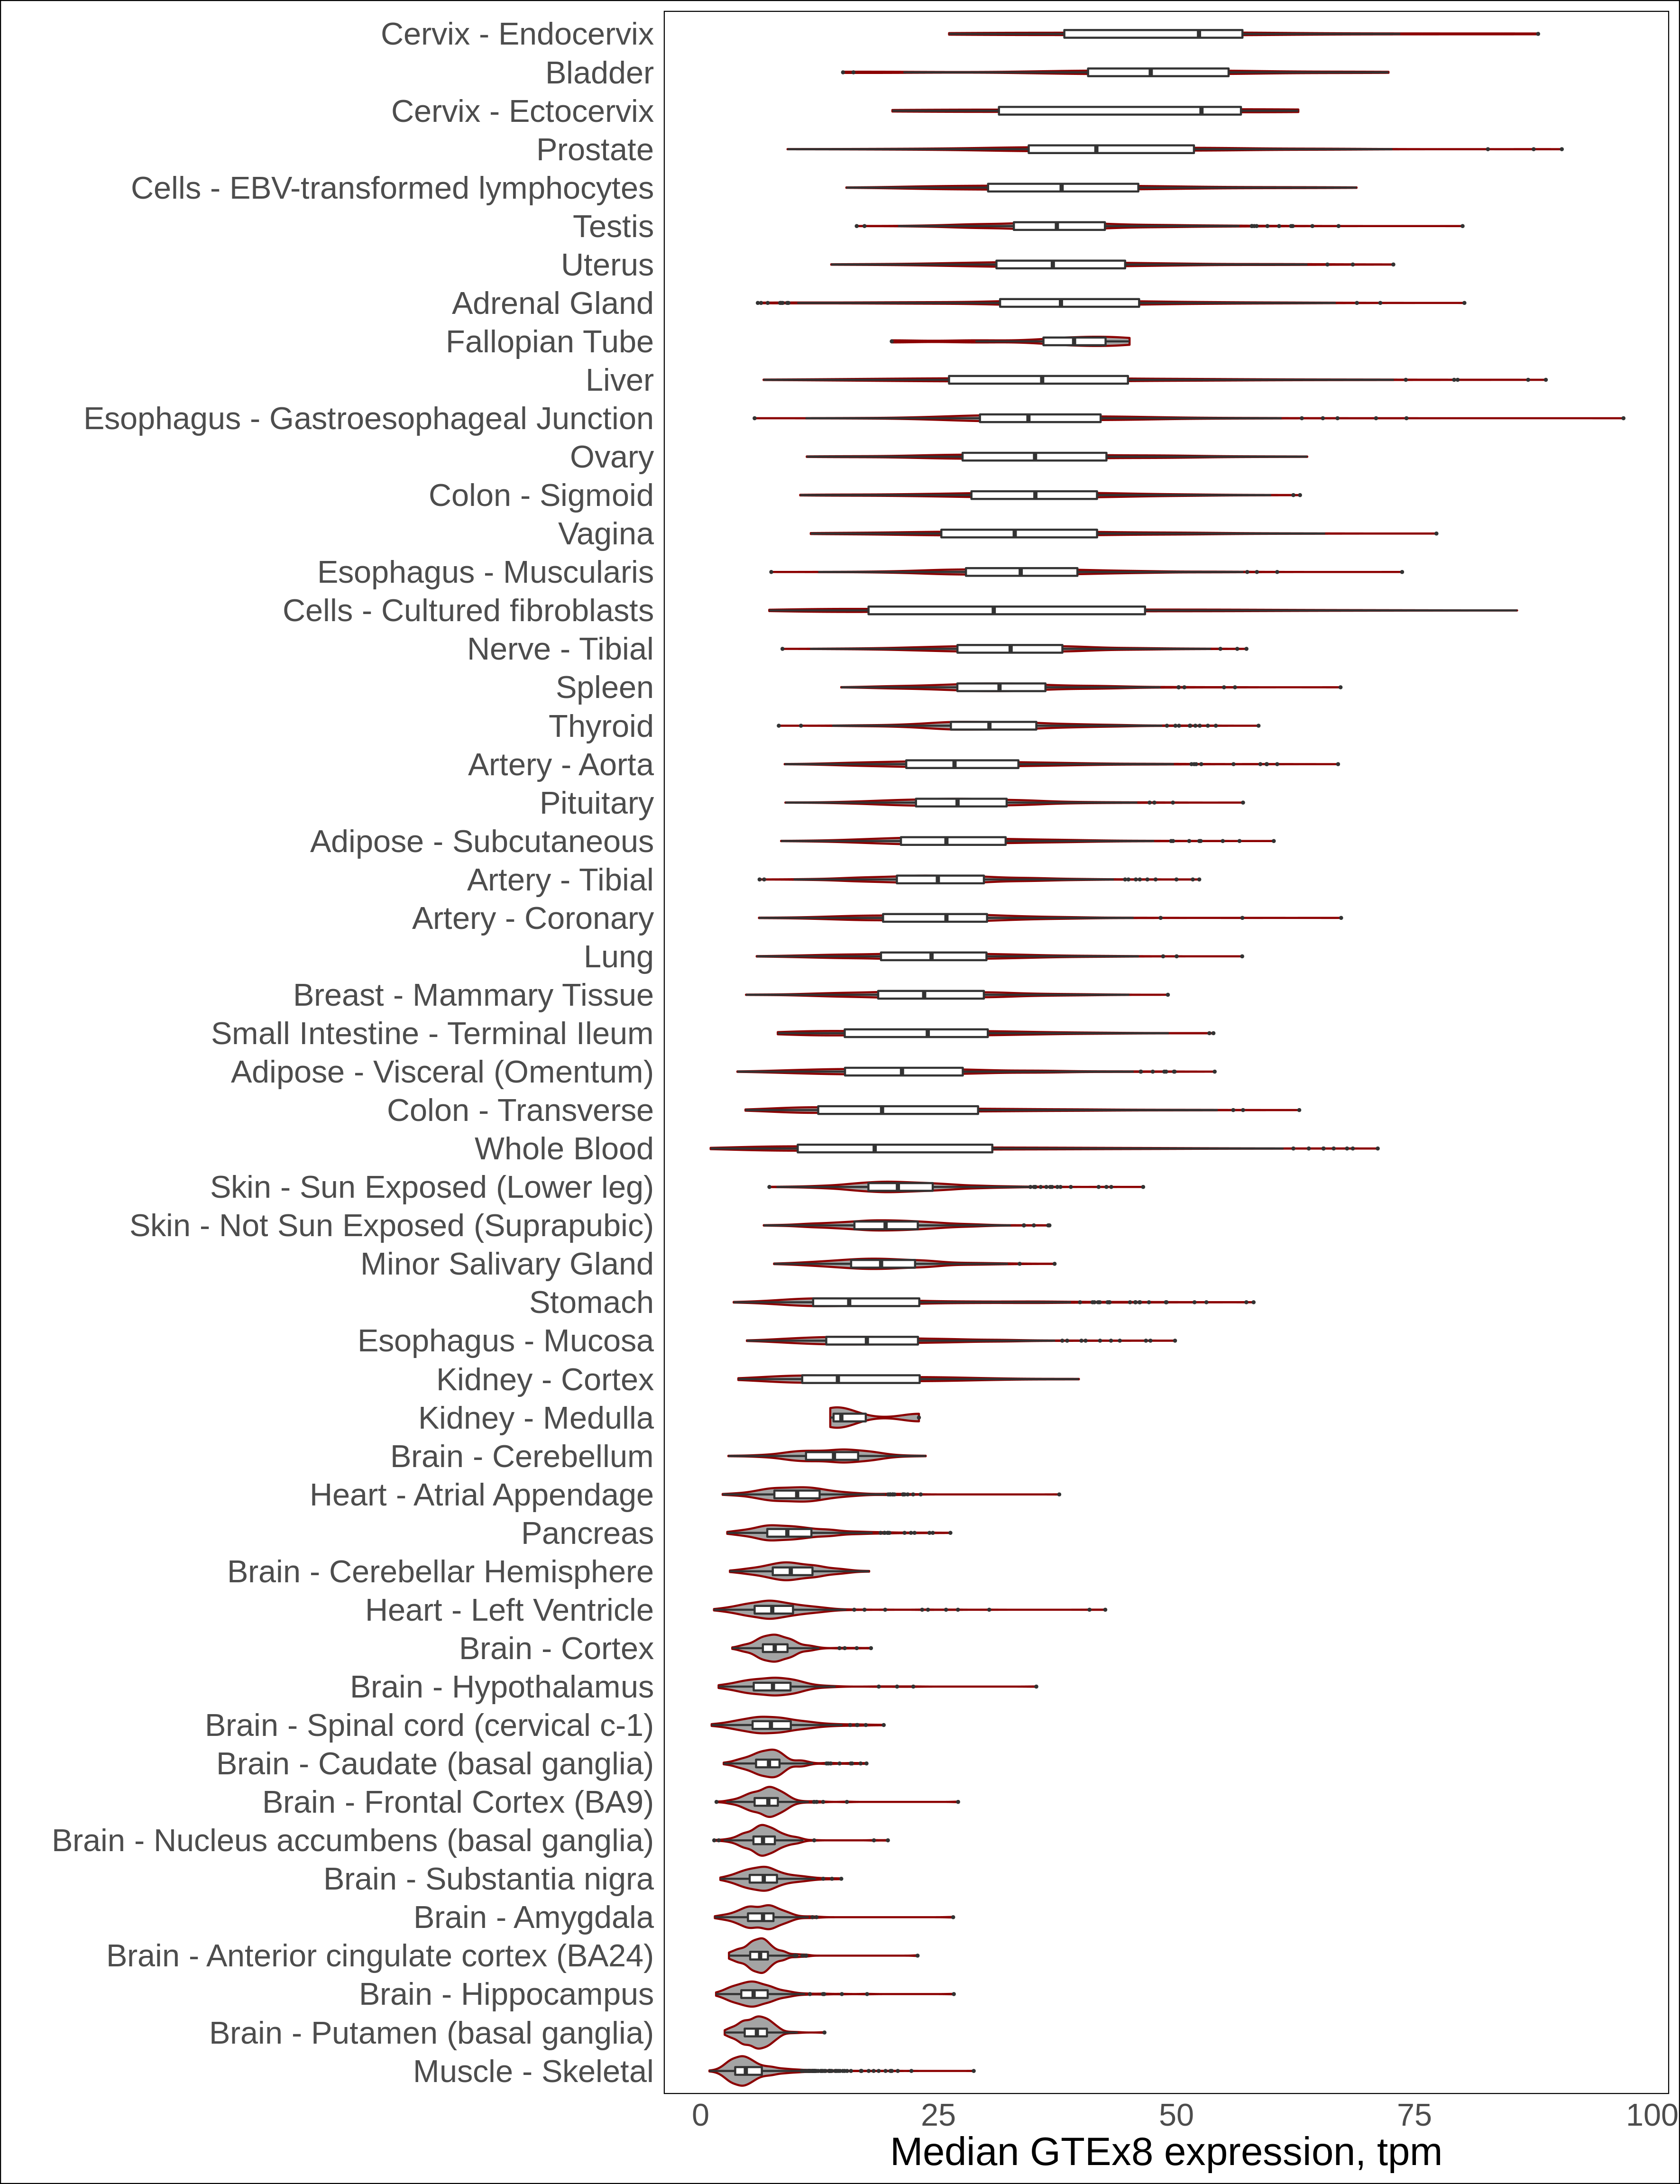 Cervix - Endocervix
Bladder
Cervix - Ectocervix
Prostate
Cells - EBV-transformed lymphocytes
Testis
Uterus
Adrenal Gland
Fallopian Tube
Liver
Esophagus - Gastroesophageal Junction
Ovary
Colon - Sigmoid
Vagina
Esophagus - Muscularis
Cells - Cultured fibroblasts
Nerve - Tibial
Spleen
Thyroid
Artery - Aorta
Pituitary
Adipose - Subcutaneous
Artery - Tibial
Artery - Coronary
Lung
Breast - Mammary Tissue
Small Intestine - Terminal Ileum
Adipose - Visceral (Omentum)
Colon - Transverse
Whole Blood
Skin - Sun Exposed (Lower leg)
Skin - Not Sun Exposed (Suprapubic)
Minor Salivary Gland
Stomach
Esophagus - Mucosa
Kidney - Cortex
Kidney - Medulla
Brain - Cerebellum
Heart - Atrial Appendage
Pancreas
Brain - Cerebellar Hemisphere
Heart - Left Ventricle
Brain - Cortex
Brain - Hypothalamus
Brain - Spinal cord (cervical c-1)
Brain - Caudate (basal ganglia)
Brain - Frontal Cortex (BA9)
Brain - Nucleus accumbens (basal ganglia)
Brain - Substantia nigra
Brain - Amygdala
Brain - Anterior cingulate cortex (BA24)
Brain - Hippocampus
Brain - Putamen (basal ganglia)
Muscle - Skeletal
0 25 50 75 100
Median GTEx8 expression, tpm